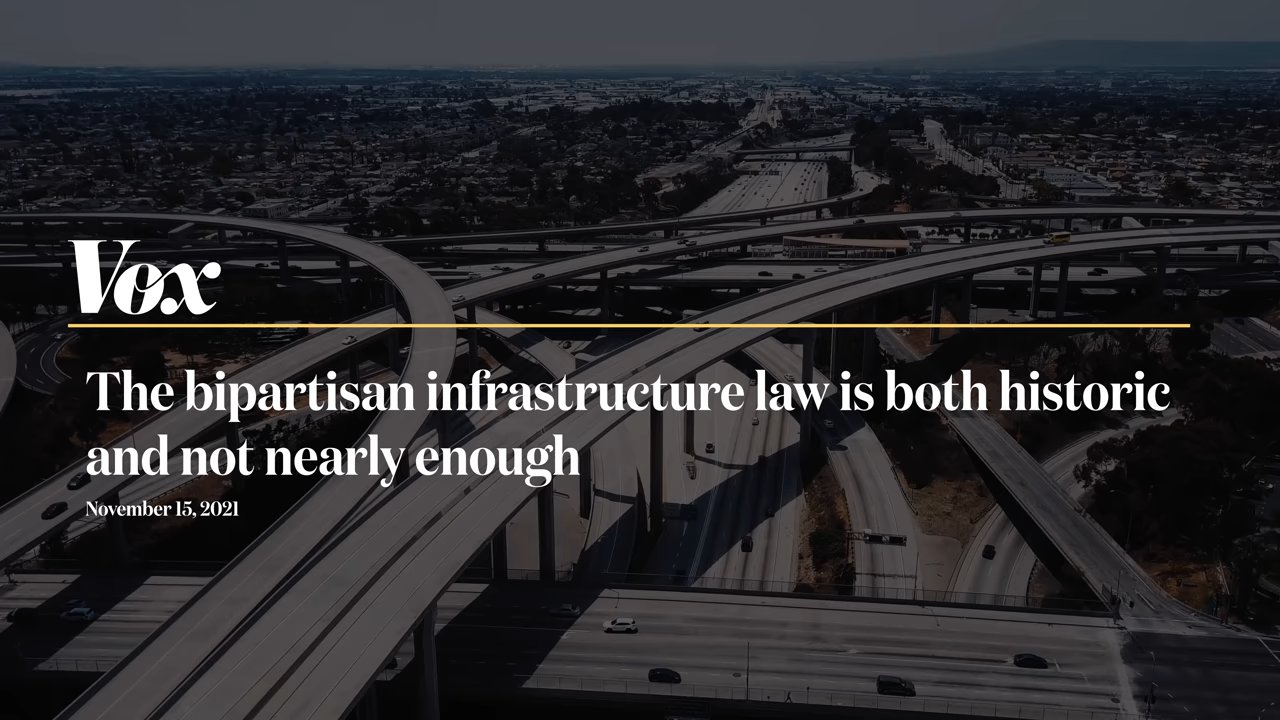 Vox
The bipartisan infrastructure law is both historic
and not nearly enough
November 15, 2021